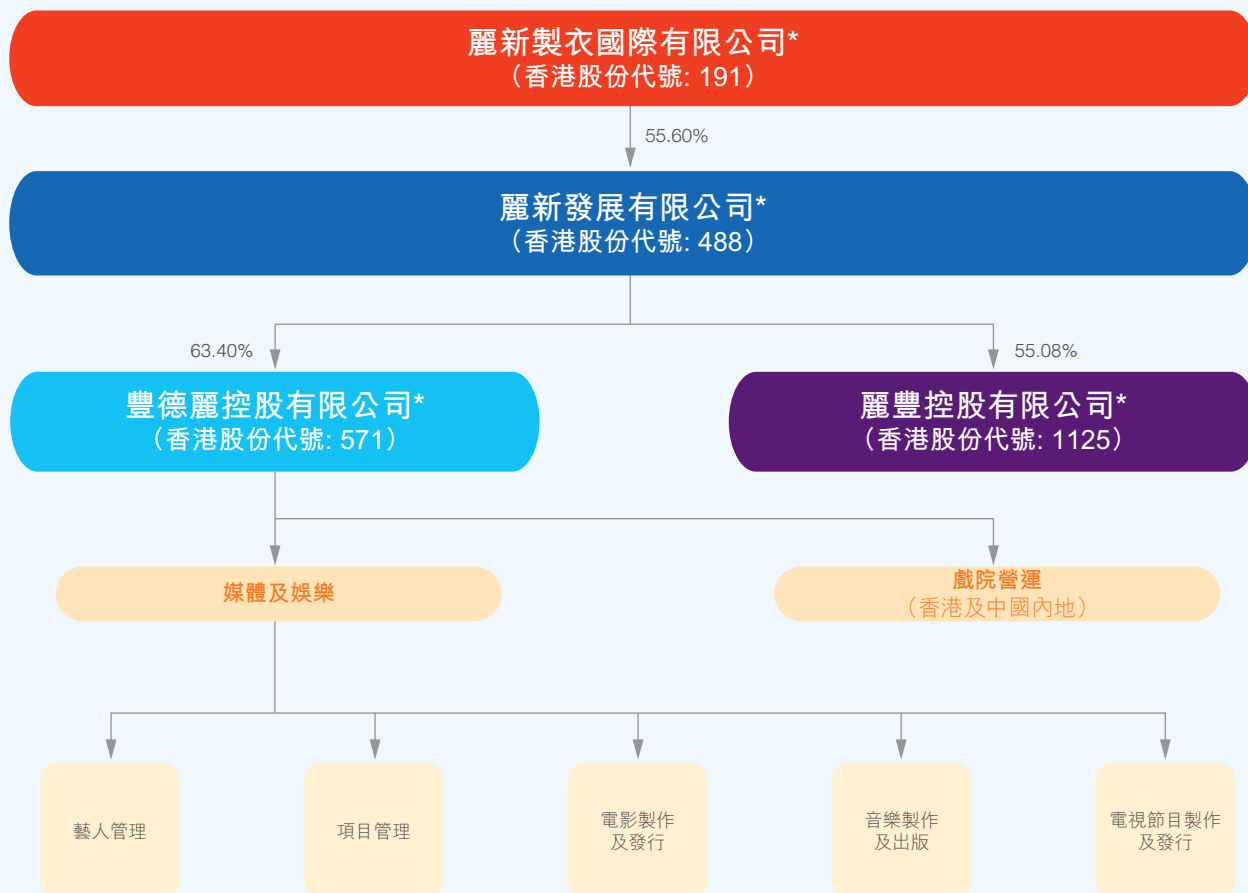 麗新製衣國際有限公司*
（香港股份代號: 191）
55.60%
麗新發展有限公司*
（香港股份代號: 488）
63.40%
55.08%
豐德麗控股有限公司*
（香港股份代號: 571）
麗豐控股有限公司*
（香港股份代號: 1125）
媒體及娛樂
戲院營運
（香港及中國內地）
藝人管理
項目管理
電影製作
及發行
音樂製作
及出版
電視節目製作
及發行